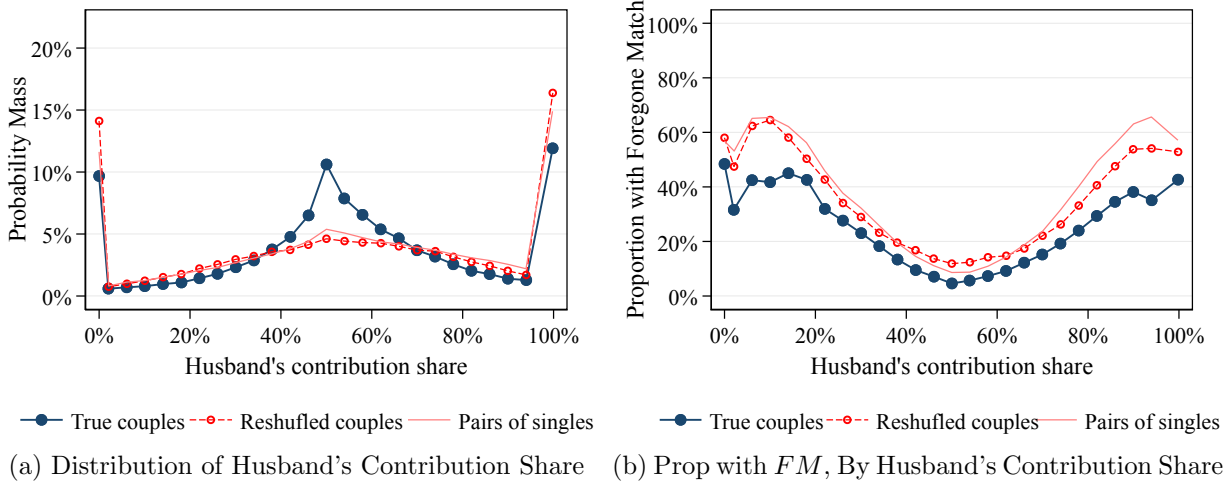 Probability Mass
20%
15%
10%
5%
0%
0% 20% 40% 60% 80% 100%
Husband's contribution share
True couples Reshufled couples Pairs of singles
(a) Distribution of Husband's Contribution Share
Proportion with Foregone Match
100%
80%
60%
40%
20%
0%
0% 20% 40% 60% 80% 100%
Husband's contribution share
True couples Reshufled couples Pairs of singles
(b) Prop with FM, By Husband's Contribution Share